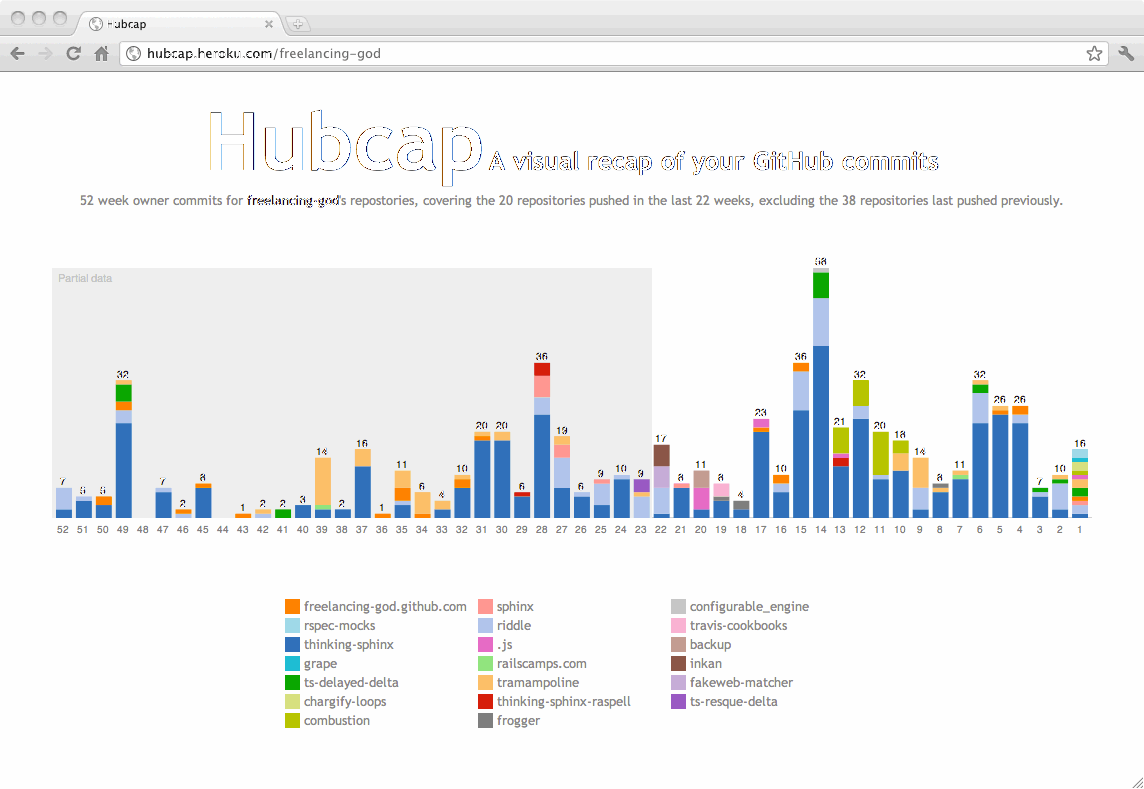 Hubcap
hubcap.heroku.com/freelancing-god
Hubcap A visual recap of your GitHub commits
52 week owner commits for freelancing-god's repostories, covering the 20 repositories pushed in the last 22 weeks, excluding the 38 repositories last pushed previously.
Partial data
7 5 5 32 7 2 8 1 2 2 3 14 2 16 1 11 6 4 10 20 20 6 36 19 6 9 10 9 17 8 11 8 4 23 10 36 58 21 32 20 18 14 8 11 32 26 26 7 10 16
52 51 50 49 48 47 46 45 44 43 42 41 40 39 38 37 36 35 34 33 32 31 30 29 28 27 26 25 24 23 22 21 20 19 18 17 16 15 14 13 12 11 10 9 8 7 6 5 4 3 2 1
freelancing-god.github.com sphinx configurable_engine
rspec-mocks riddle travis-cookbooks
thinking-sphinx .js backup
grape railscamps.com inkan
ts-delayed-delta tramampoline fakeweb-matcher
chargify-loops thinking-sphinx-raspell ts-resque-delta
combustion frogger